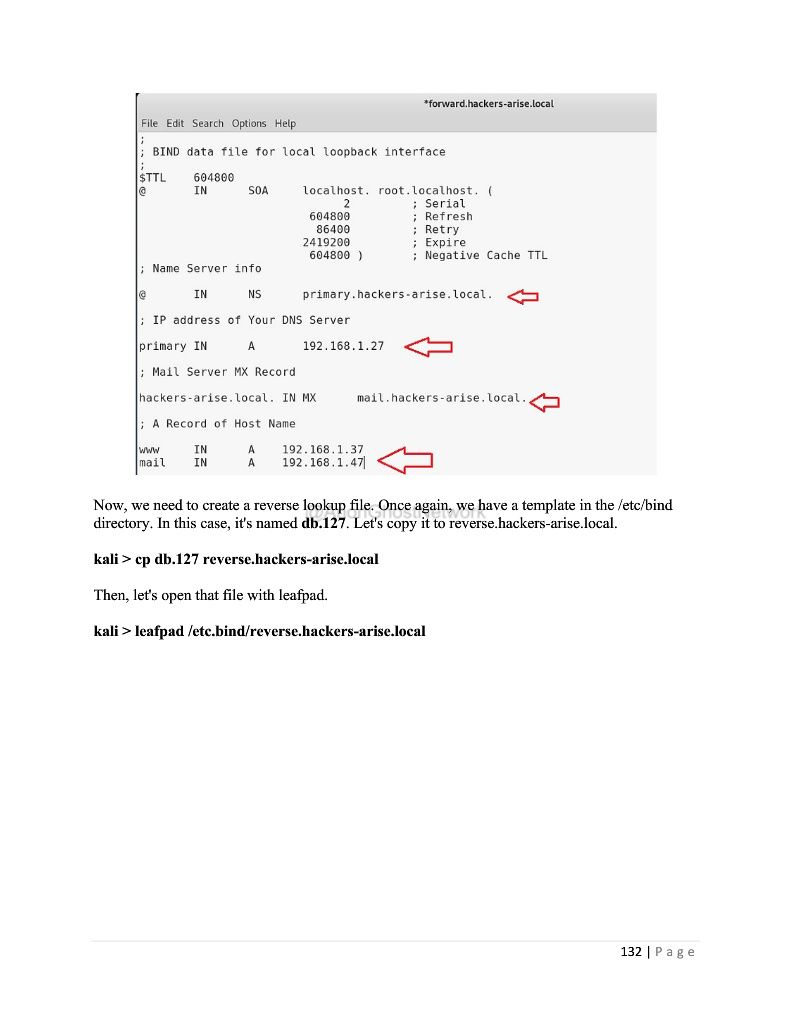 *forward.hackers-arise.local
File Edit Search Options Help
;
; BIND data file for local loopback interface
;
$TTL 604800
@ IN SOA localhost. root.localhost. (
2 ; Serial
604800 ; Refresh
86400 ; Retry
2419200 ; Expire
604800 ) ; Negative Cache TTL
; Name Server info
@ IN NS primary.hackers-arise.local.
; IP address of Your DNS Server
primary IN A 192.168.1.27
; Mail Server MX Record
hackers-arise.local. IN MX mail.hackers-arise.local.
; A Record of Host Name
www IN A 192.168.1.37
mail IN A 192.168.1.47
Now, we need to create a reverse lookup file. Once again, we have a template in the /etc/bind
@AnonGhostNetwork
directory. In this case, it's named db.127. Let's copy it to reverse.hackers-arise.local.
kali > cp db.127 reverse.hackers-arise.local
Then, let's open that file with leafpad.
kali > leafpad /etc.bind/reverse.hackers-arise.local
132 | Page